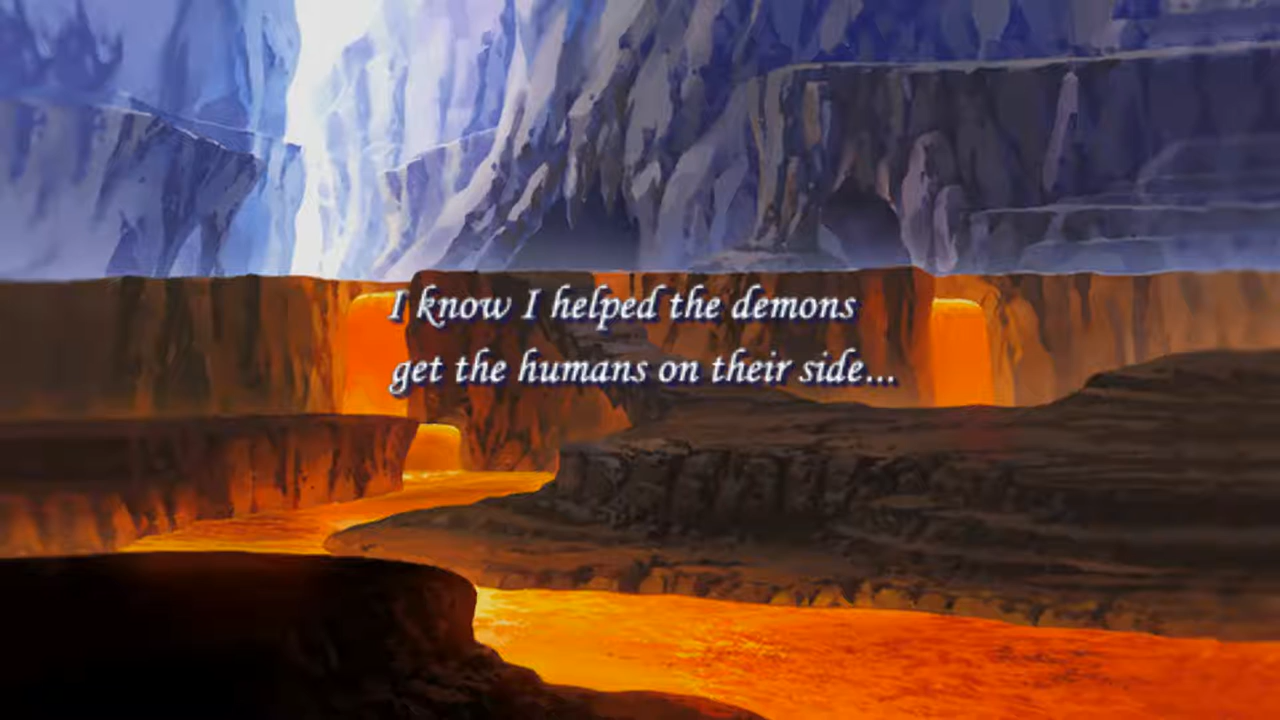 I know I helped the demons
get the humans on their side...